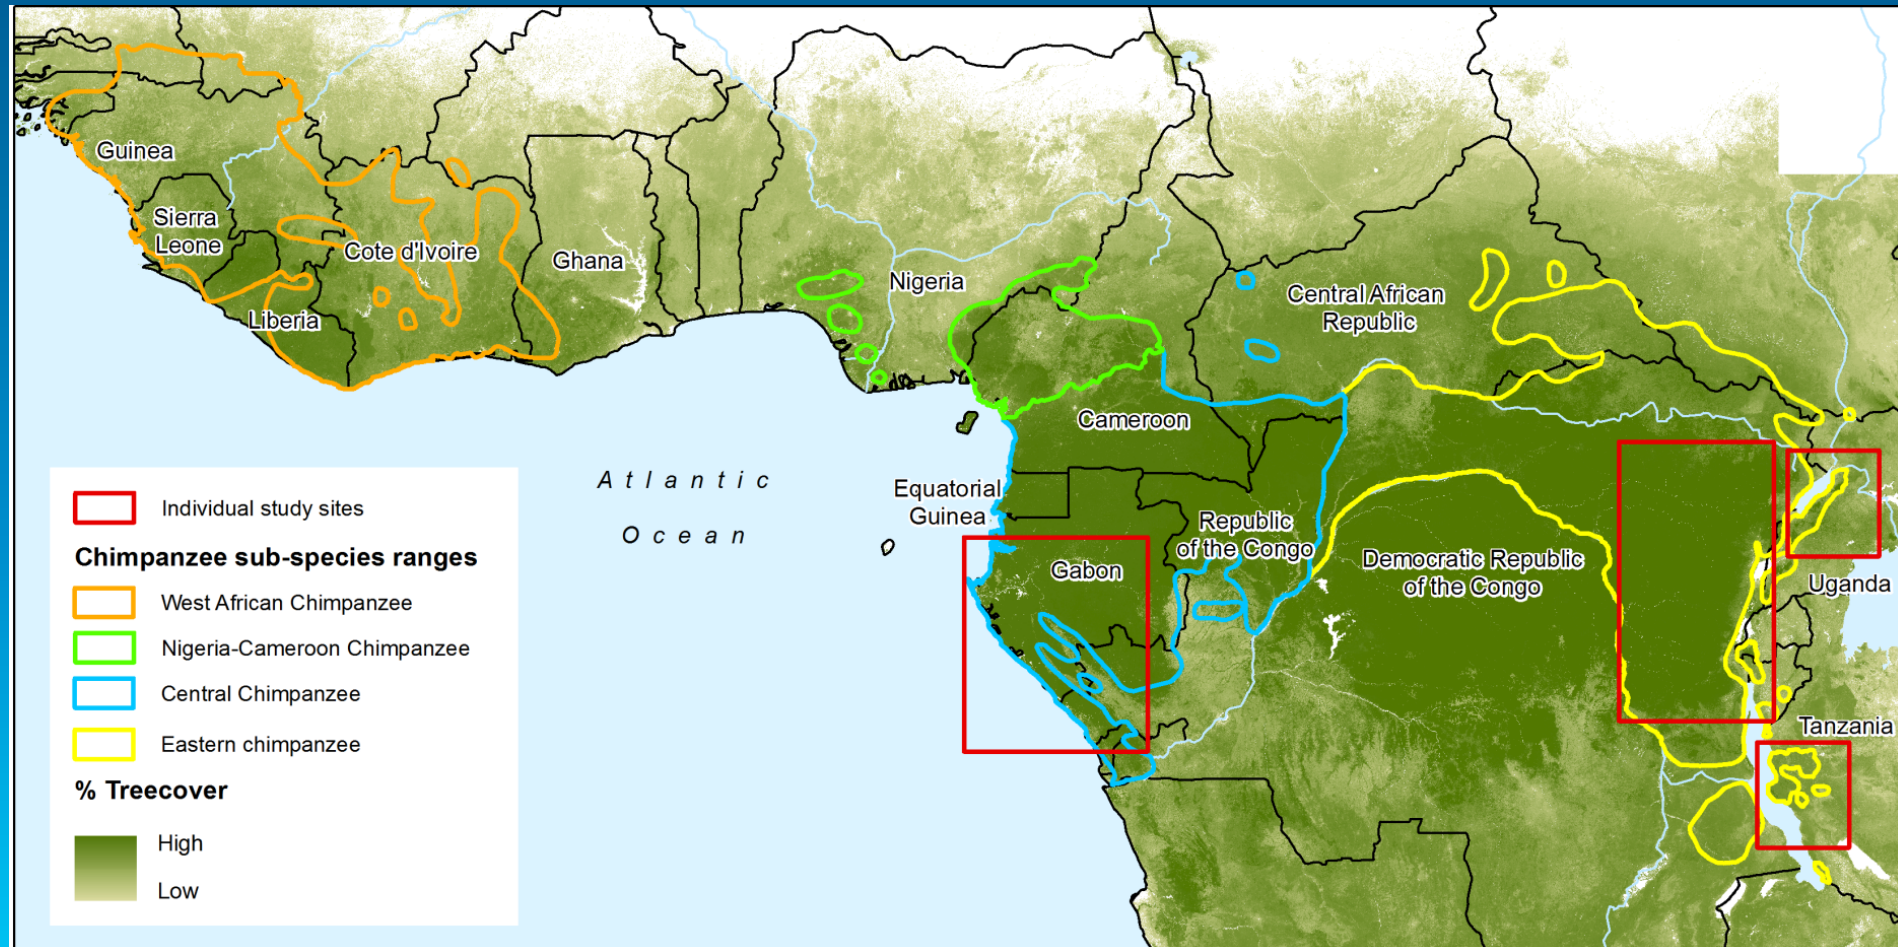 Guinea
Sierra
Leone
Liberia
Cote d'Ivoire
Ghana
Nigeria
Central African
Republic
Cameroon
Equatorial
Guinea
Gabon
Republic
of the Congo
Democratic Republic
of the Congo
Uganda
Tanzania
Atlantic
Ocean
Individual study sites
Chimpanzee sub-species ranges
West African Chimpanzee
Nigeria-Cameroon Chimpanzee
Central Chimpanzee
Eastern chimpanzee
% Treecover
High
Low